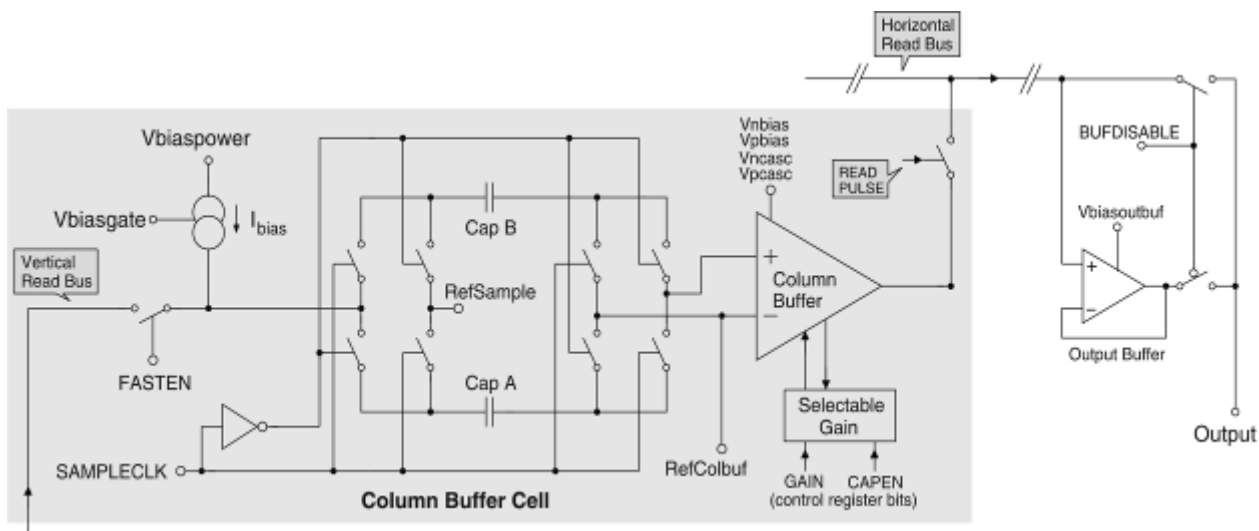 Horizontal
Read Bus
Vbiaspower
Vnbias
Vpbias
Vncasc
Vpcasc
BUFDISABLE
READ
PULSE
Vbiasgate
Ibias
Cap B
Vbiasoutbuf
Vertical
Read Bus
+
Column
Buffer
RefSample
+
−
−
Output Buffer
FASTEN
Cap A
Selectable
Gain
Output
SAMPLECLK
RefColbuf
GAIN CAPEN
(control register bits)
Column Buffer Cell